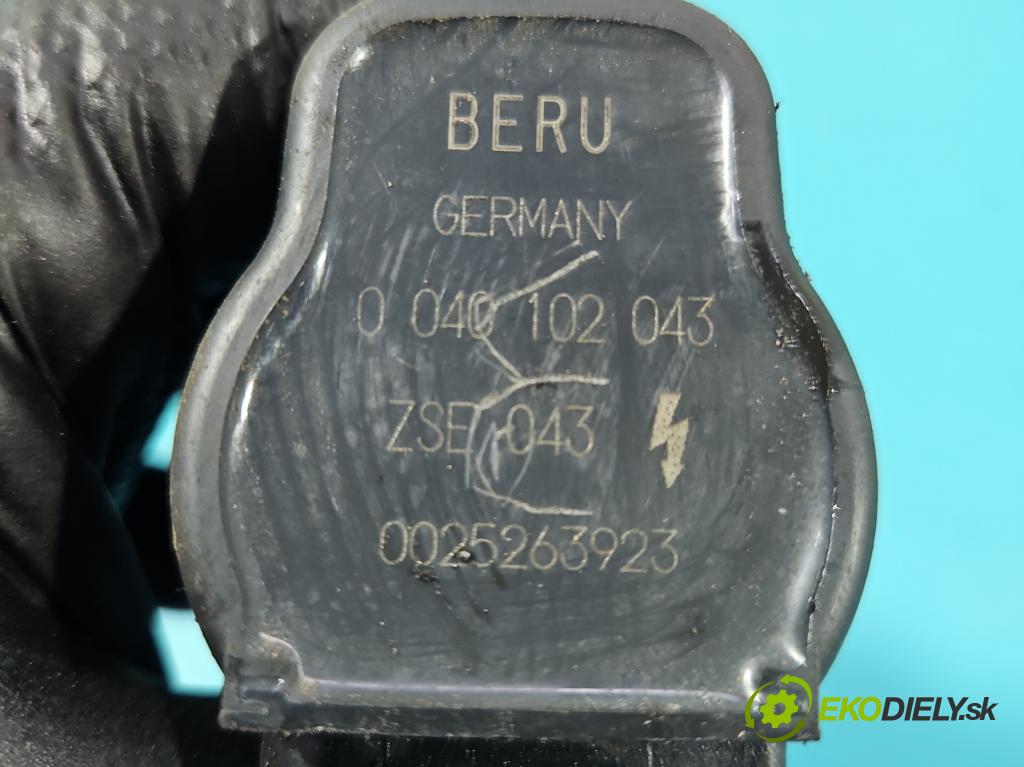 BERU
GERMANY
0 040 102 043
ZSE 043
0025263923
EKODIELY.sk